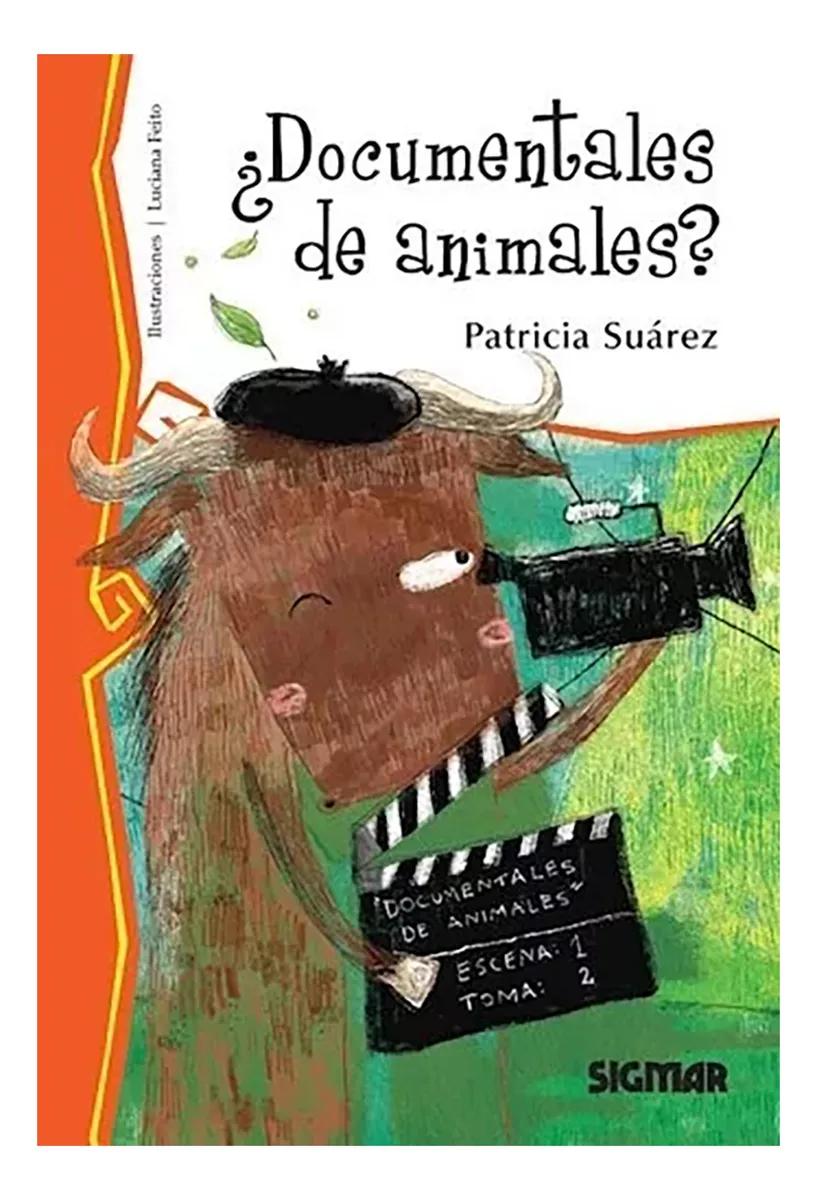 ¿Documentales
de animales?
Patricia Suárez
Ilustraciones | Luciana Feito
"DOCUMENTALES
DE ANIMALES"
ESCENA: 1
TOMA: 2
SIGMAR